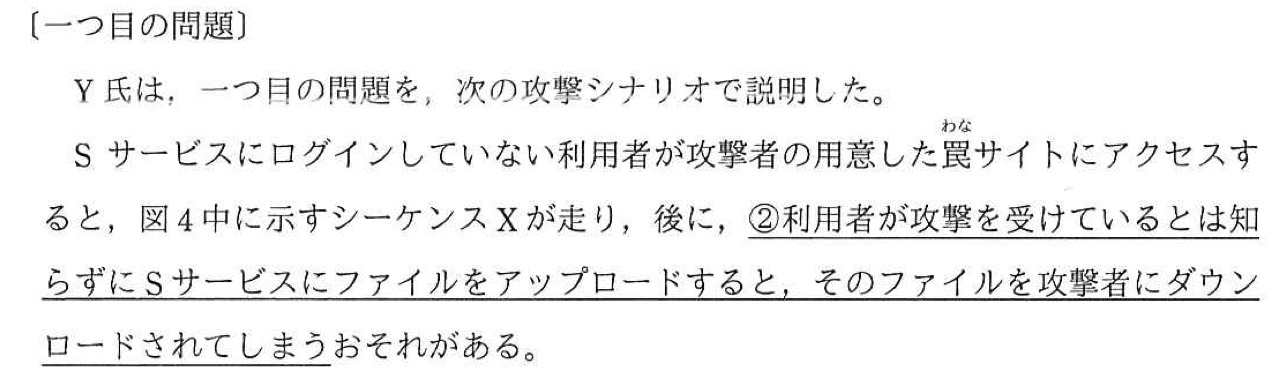 〔一つ目の問題〕
Y 氏は，一つ目の問題を，次の攻撃シナリオで説明した。
わな
S サービスにログインしていない利用者が攻撃者の用意した罠サイトにアクセスす
ると，図 4 中に示すシーケンス X が走り，後に，②利用者が攻撃を受けているとは知
らずに S サービスにファイルをアップロードすると，そのファイルを攻撃者にダウン
ロードされてしまうおそれがある。